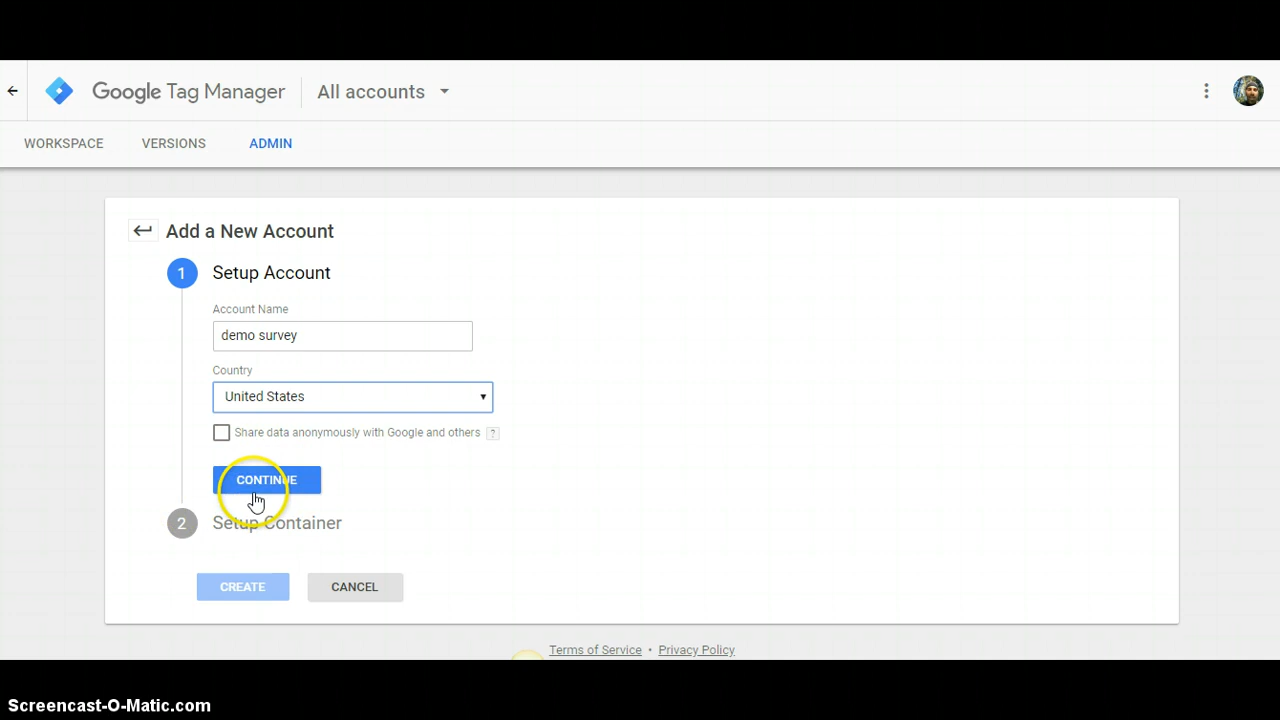 Google Tag Manager All accounts
WORKSPACE VERSIONS ADMIN
Add a New Account
1 Setup Account
Account Name
demo survey
Country
United States
Share data anonymously with Google and others ?
CONTINUE
2 Setup Container
CREATE CANCEL
Terms of Service • Privacy Policy
Screencast-O-Matic.com